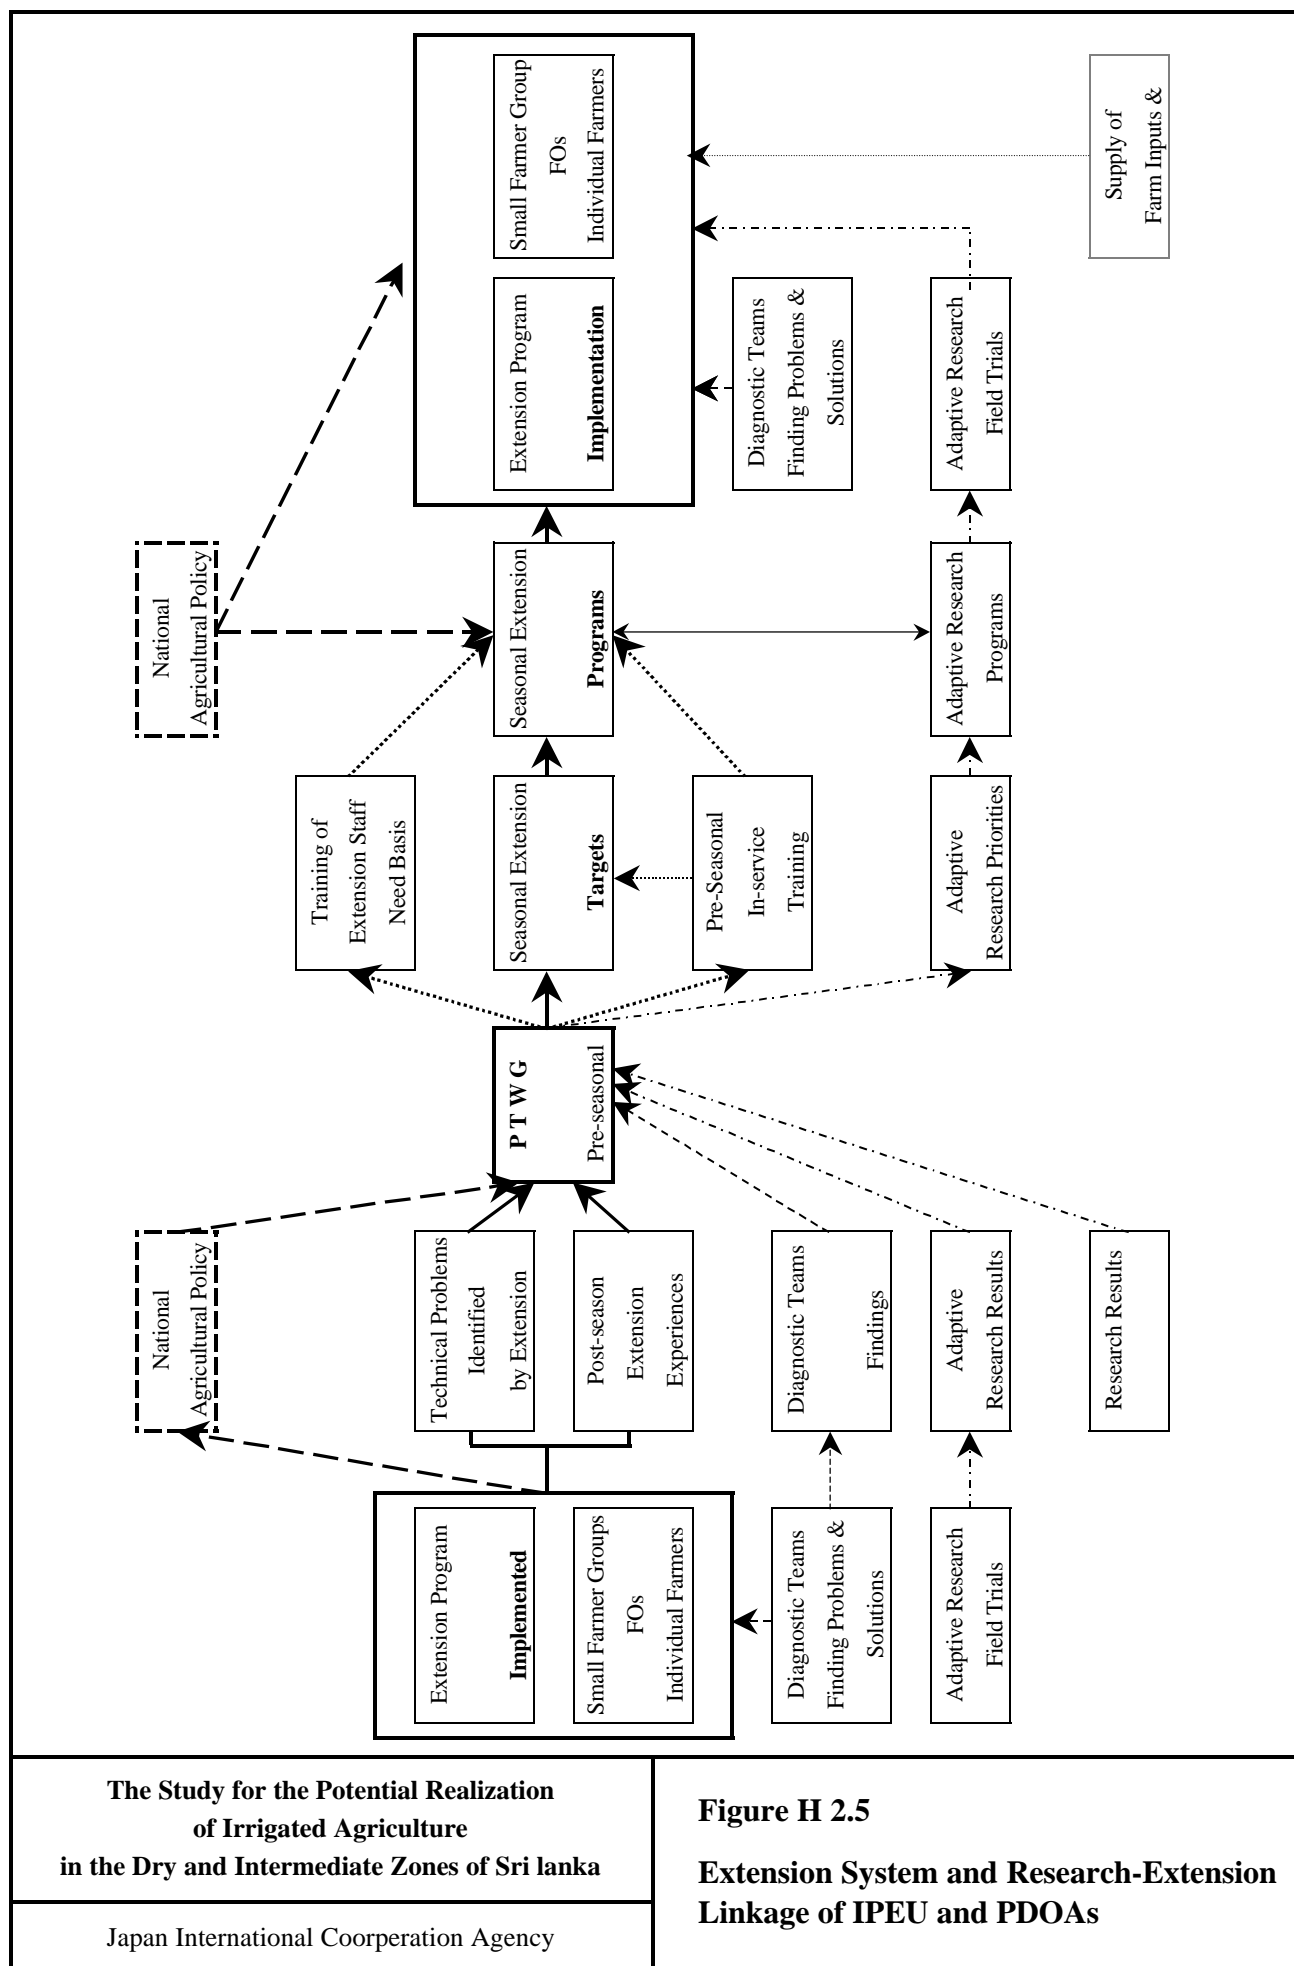 National
Agricultural Policy
Small Farmer Group
FOs
Individual Farmers
Extension Program
Implementation
Supply of
Farm Inputs &
Diagnostic Teams
Finding Problems &
Solutions
Adaptive Research
Field Trials
Seasonal Extension
Programs
Adaptive Research
Programs
Training of
Extension Staff
Need Basis
Seasonal Extension
Targets
Pre-Seasonal
In-service
Training
Adaptive
Research Priorities
P T W G
Pre-seasonal
National
Agricultural Policy
Technical Problems
Identified
by Extension
Post-season
Extension
Experiences
Diagnostic Teams
Findings
Adaptive
Research Results
Research Results
Extension Program
Implemented
Small Farmer Groups
FOs
Individual Farmers
Diagnostic Teams
Finding Problems &
Solutions
Adaptive Research
Field Trials
The Study for the Potential Realization
of Irrigated Agriculture
in the Dry and Intermediate Zones of Sri lanka
Japan International Coorperation Agency
Figure H 2.5
Extension System and Research-Extension
Linkage of IPEU and PDOAs